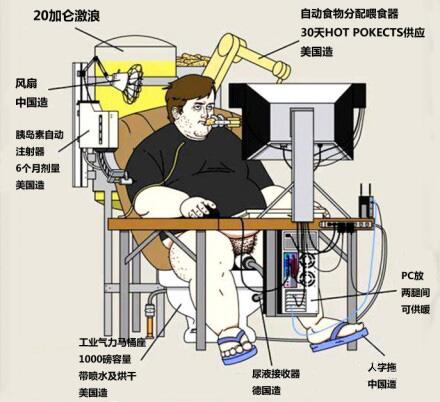 20加仑激浪
自动食物分配喂食器
30天HOT POKECTS供应
美国造
风扇
中国造
胰岛素自动
注射器
6个月剂量
美国造
PC放
两腿间
可供暖
工业气力马桶座
1000磅容量
带喷水及烘干
美国造
尿液接收器
德国造
人字拖
中国造